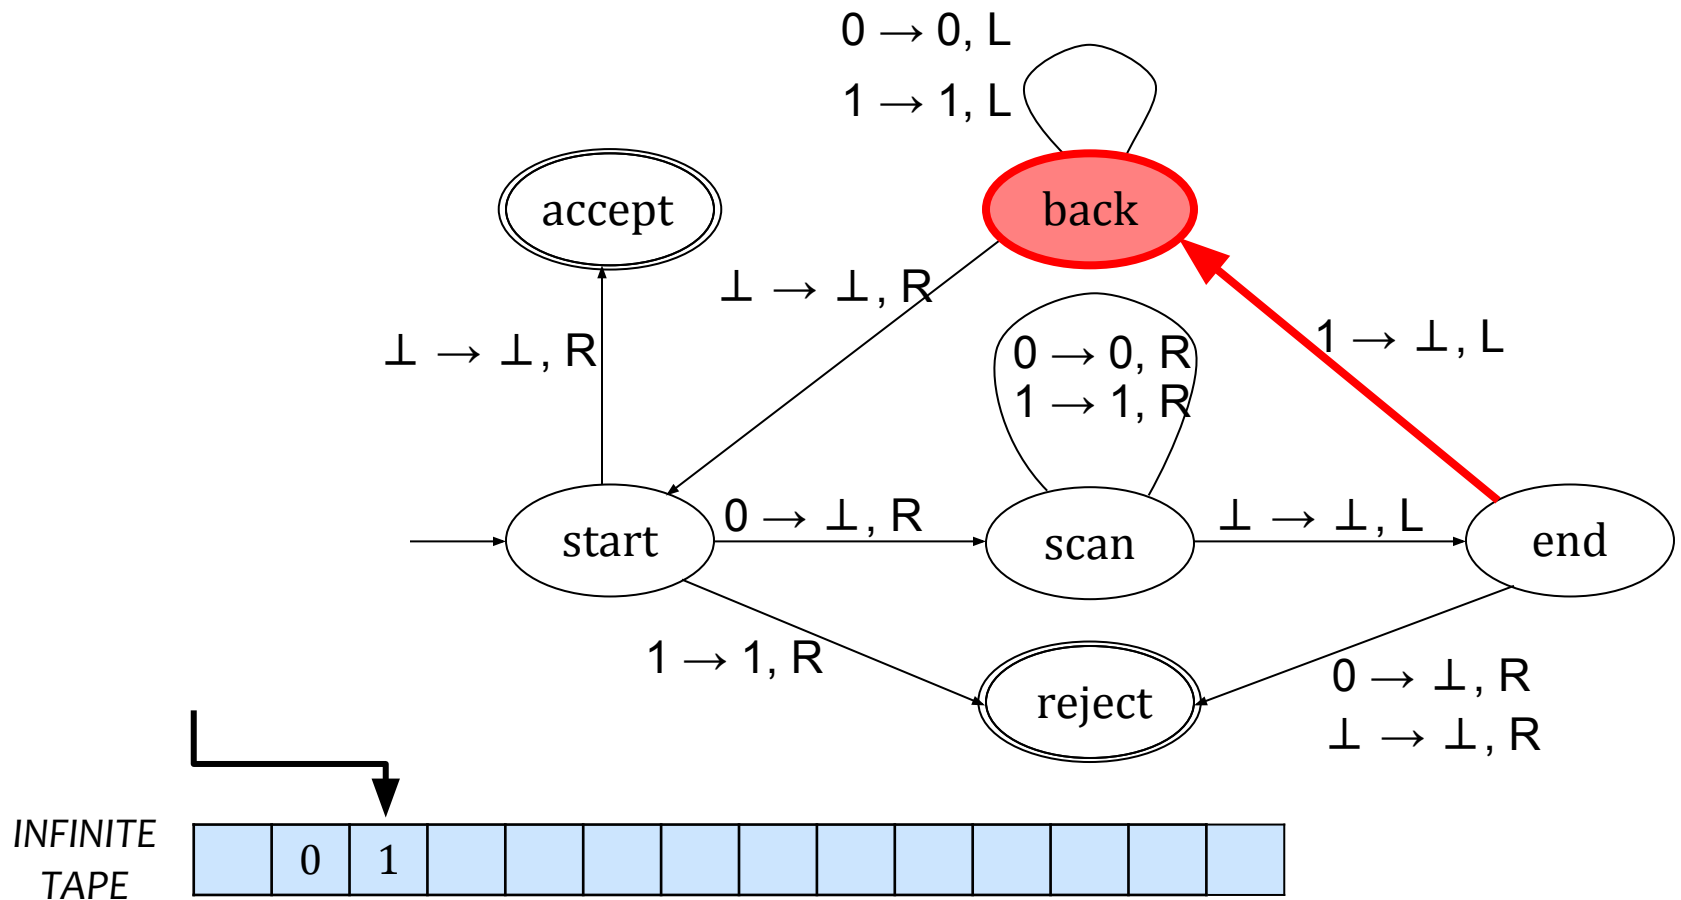 0 → 0, L
1 → 1, L
accept
back
⊥ → ⊥, R
⊥ → ⊥, R
0 → 0, R
1 → 1, R
1 → ⊥, L
start
0 → ⊥, R
scan
⊥ → ⊥, L
end
1 → 1, R
reject
0 → ⊥, R
⊥ → ⊥, R
INFINITE
TAPE
0 1